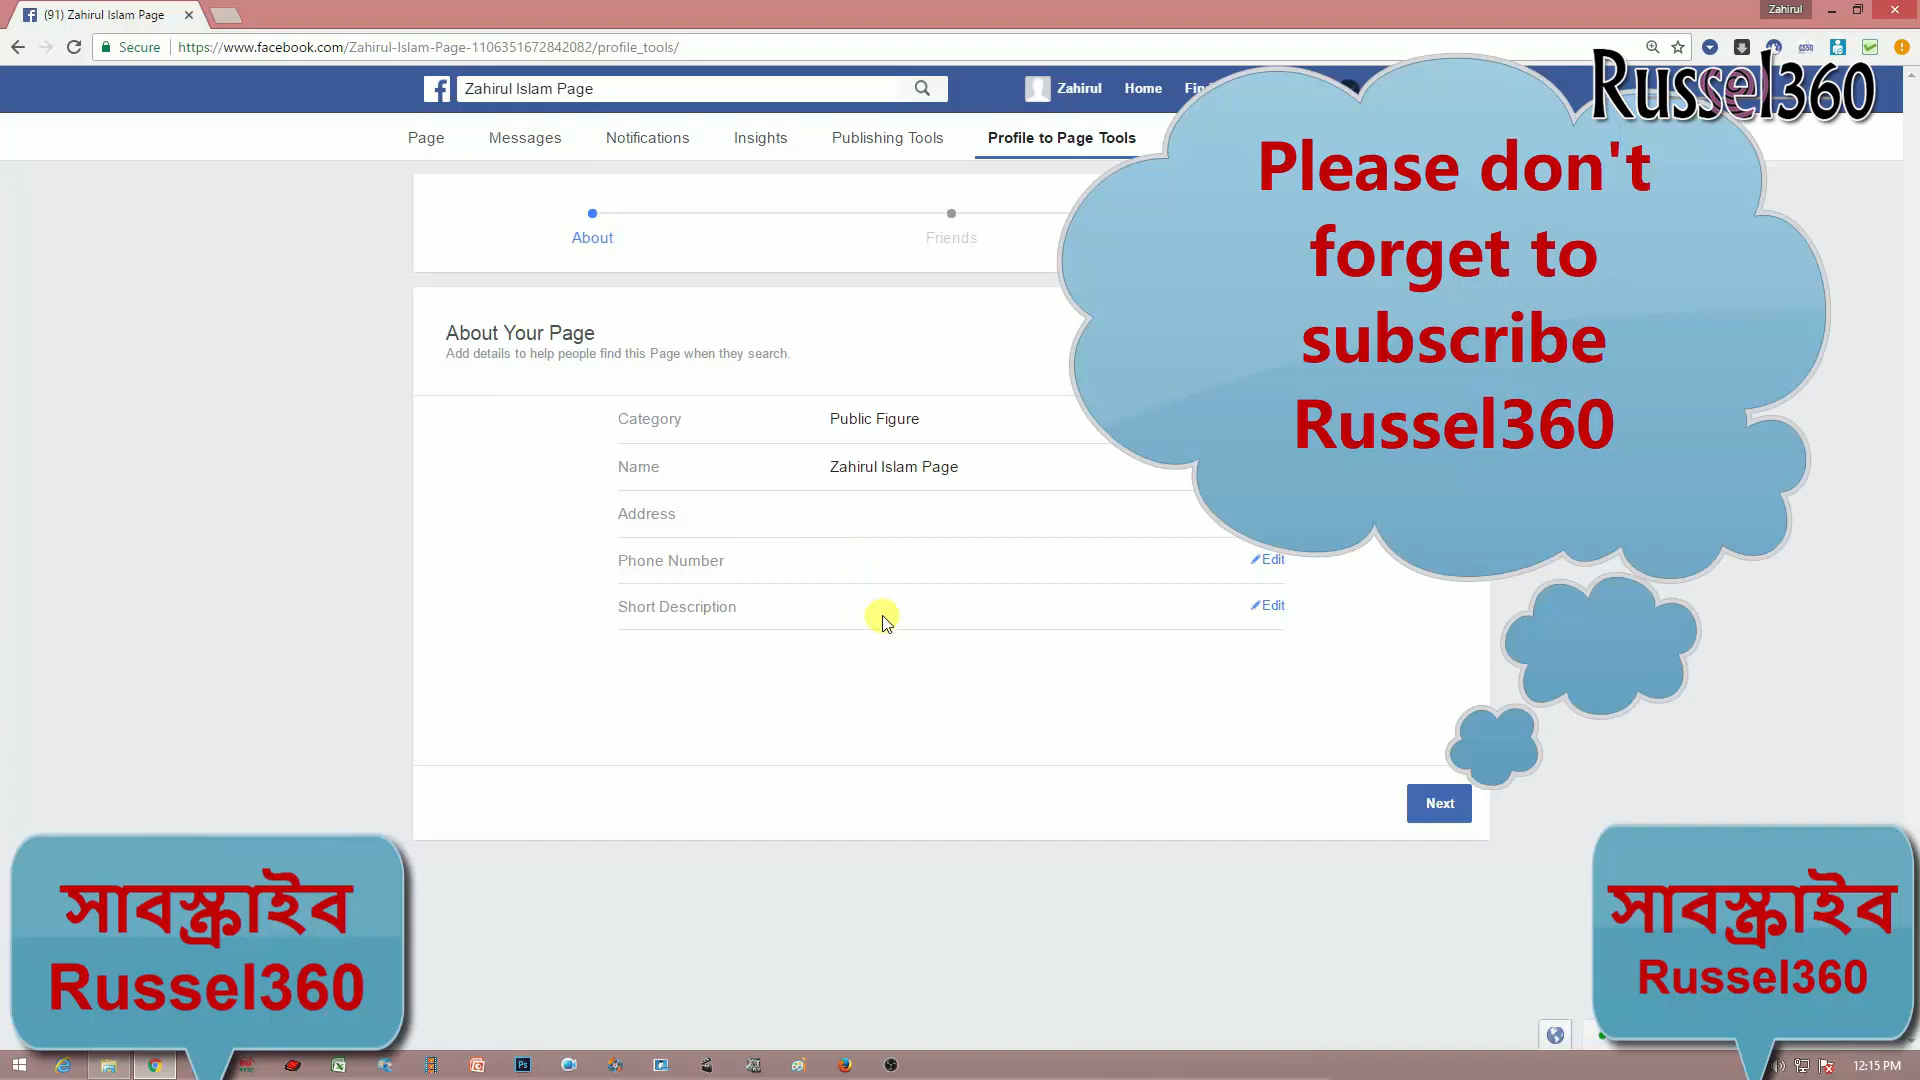 (91) Zahirul Islam Page
Zahirul
Secure
https://www.facebook.com/Zahirul-Islam-Page-1106351672842082/profile_tools/
Zahirul Islam Page
Zahirul
Home
Russel360
Page
Messages
Notifications
Insights
Publishing Tools
Profile to Page Tools
Please don't
forget to
subscribe
Russel360
About
Friends
About Your Page
Add details to help people find this Page when they search.
Category
Public Figure
Name
Zahirul Islam Page
Address
Phone Number
Edit
Short Description
Edit
Next
সাবস্ক্রাইব
Russel360
সাবস্ক্রাইব
Russel360
12:15 PM